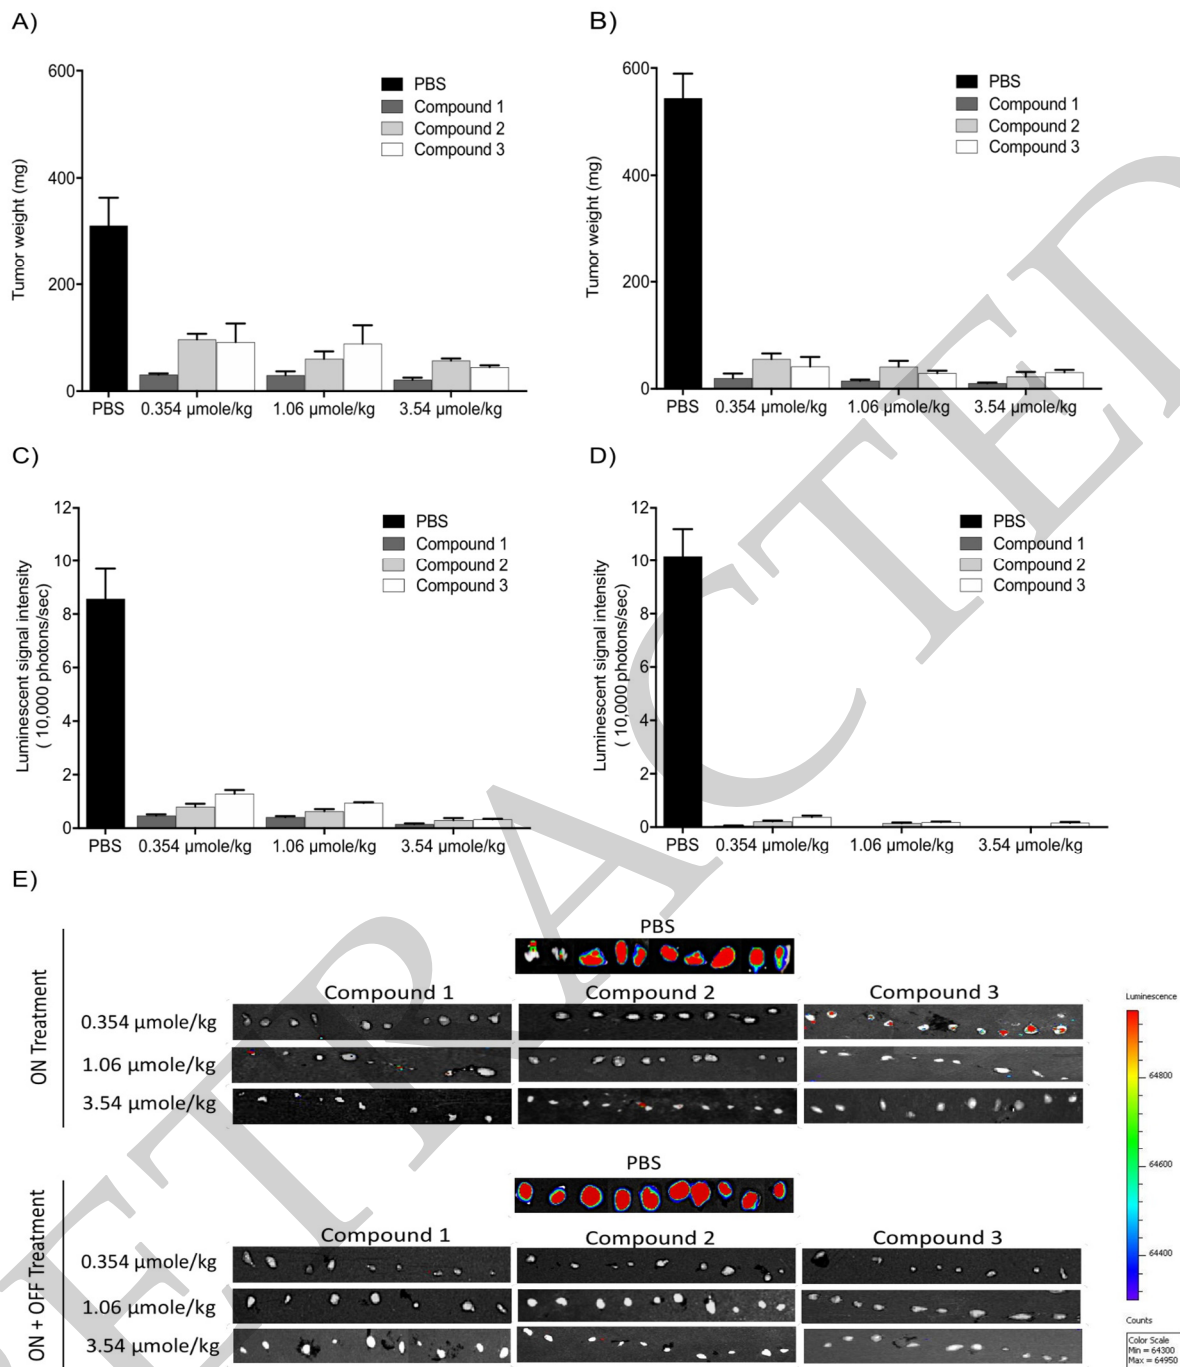 A)
Tumor weight (mg)
600
400
200
0
PBS
Compound 1
Compound 2
Compound 3
PBS 0.354 μmole/kg 1.06 μmole/kg 3.54 μmole/kg
B)
Tumor weight (mg)
600
400
200
0
PBS
Compound 1
Compound 2
Compound 3
PBS 0.354 μmole/kg 1.06 μmole/kg 3.54 μmole/kg
C)
Luminescent signal intensity
( 10,000 photons/sec)
12
10
8
6
4
2
0
PBS
Compound 1
Compound 2
Compound 3
PBS 0.354 μmole/kg 1.06 μmole/kg 3.54 μmole/kg
D)
Luminescent signal intensity
( 10,000 photons/sec)
12
10
8
6
4
2
0
PBS
Compound 1
Compound 2
Compound 3
PBS 0.354 μmole/kg 1.06 μmole/kg 3.54 μmole/kg
E)
ON Treatment
PBS
Compound 1 Compound 2 Compound 3
0.354 μmole/kg
1.06 μmole/kg
3.54 μmole/kg
ON + OFF Treatment
PBS
Compound 1 Compound 2 Compound 3
0.354 μmole/kg
1.06 μmole/kg
3.54 μmole/kg
Luminescence
64800
64600
64400
Counts
Color Scale
Min = 64300
Max = 64950
ETRACTED